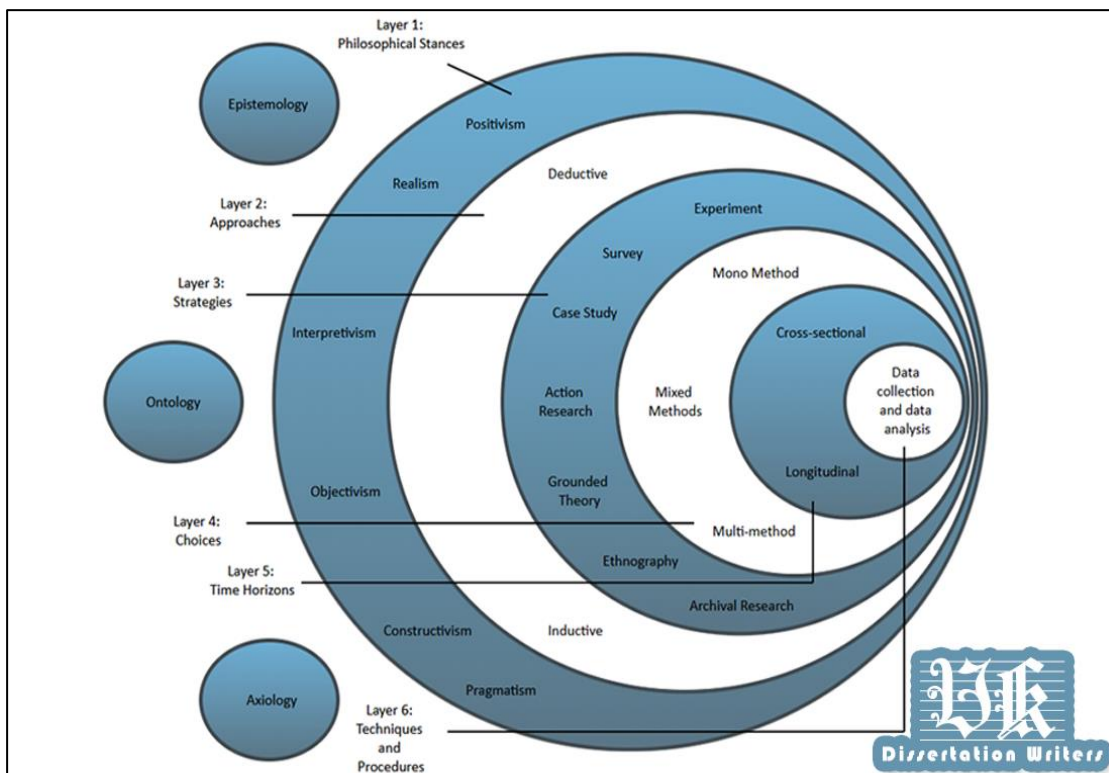 Layer 1:
Philosophical Stances
Epistemology
Positivism
Realism
Deductive
Layer 2:
Approaches
Experiment
Survey
Mono Method
Layer 3:
Strategies
Case Study
Interpretivism
Cross-sectional
Ontology
Action
Research
Mixed
Methods
Data
collection
and data
analysis
Longitudinal
Objectivism
Grounded
Theory
Layer 4:
Choices
Multi-method
Ethnography
Layer 5:
Time Horizons
Archival Research
Constructivism
Inductive
Axiology
Pragmatism
Layer 6:
Techniques
and
Procedures
Uk
Dissertation Writers